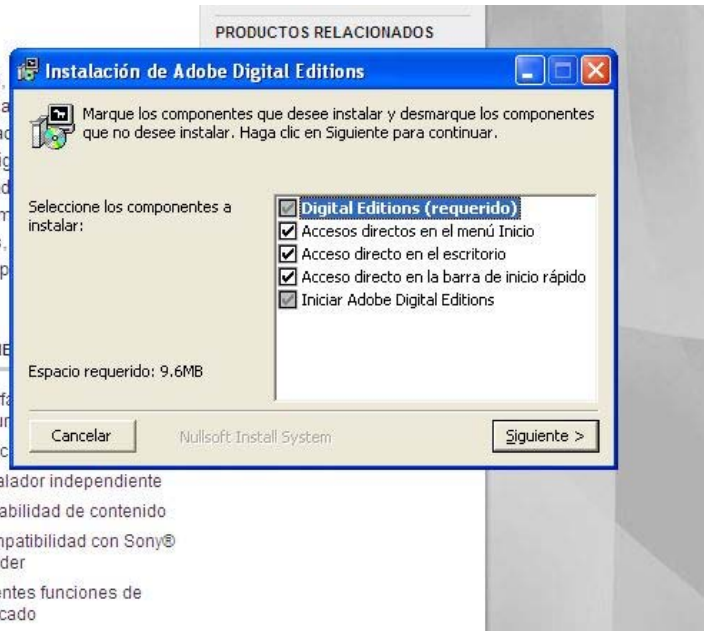 PRODUCTOS RELACIONADOS
Instalación de Adobe Digital Editions
Marque los componentes que desee instalar y desmarque los componentes
que no desee instalar. Haga clic en Siguiente para continuar.
Seleccione los componentes a
instalar:
Digital Editions (requerido)
Accesos directos en el menú Inicio
Acceso directo en el escritorio
Acceso directo en la barra de inicio rápido
Iniciar Adobe Digital Editions
Espacio requerido: 9.6MB
Cancelar
Nullsoft Install System
Siguiente >
alador independiente
abilidad de contenido
patibilidad con Sony®
der
entes funciones de
cado